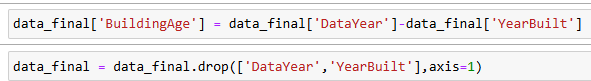 data_final['BuildingAge'] = data_final['DataYear']-data_final['YearBuilt']
data_final = data_final.drop(['DataYear','YearBuilt'],axis=1)